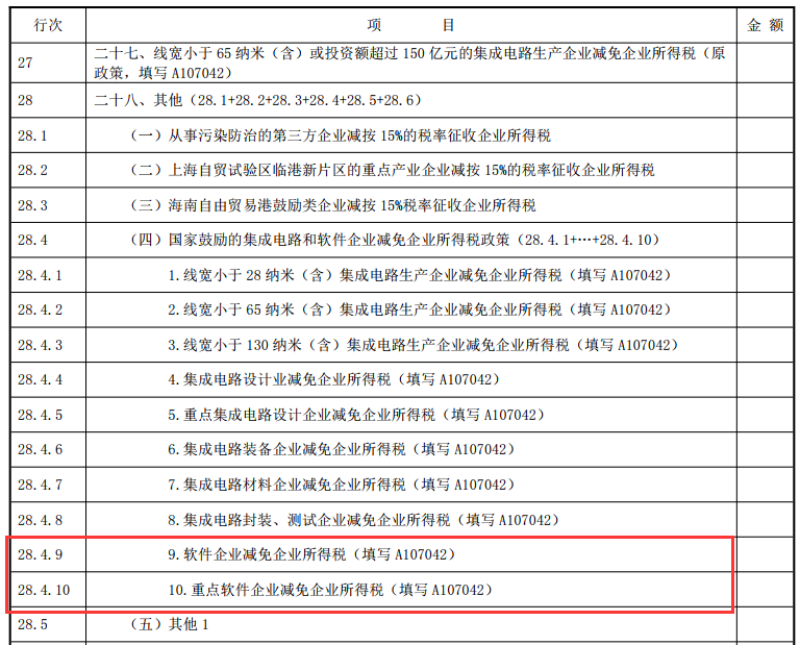 行次 项 目 金 额
27 二十七、线宽小于 65 纳米（含）或投资额超过 150 亿元的集成电路生产企业减免企业所得税（原
政策，填写 A107042）
28 二十八、其他（28.1+28.2+28.3+28.4+28.5+28.6）
28.1 （一）从事污染防治的第三方企业减按 15%的税率征收企业所得税
28.2 （二）上海自贸试验区临港新片区的重点产业企业减按 15%的税率征收企业所得税
28.3 （三）海南自由贸易港鼓励类企业减按 15%税率征收企业所得税
28.4 （四）国家鼓励的集成电路和软件企业减免企业所得税政策（28.4.1+…+28.4.10）
28.4.1 1.线宽小于 28 纳米（含）集成电路生产企业减免企业所得税（填写 A107042）
28.4.2 2.线宽小于 65 纳米（含）集成电路生产企业减免企业所得税（填写 A107042）
28.4.3 3.线宽小于 130 纳米（含）集成电路生产企业减免企业所得税（填写 A107042）
28.4.4 4.集成电路设计业减免企业所得税（填写 A107042）
28.4.5 5.重点集成电路设计企业减免企业所得税（填写 A107042）
28.4.6 6.集成电路装备企业减免企业所得税（填写 A107042）
28.4.7 7.集成电路材料企业减免企业所得税（填写 A107042）
28.4.8 8.集成电路封装、测试企业减免企业所得税（填写 A107042）
28.4.9 9.软件企业减免企业所得税（填写 A107042）
28.4.10 10.重点软件企业减免企业所得税（填写 A107042）
28.5 （五）其他 1